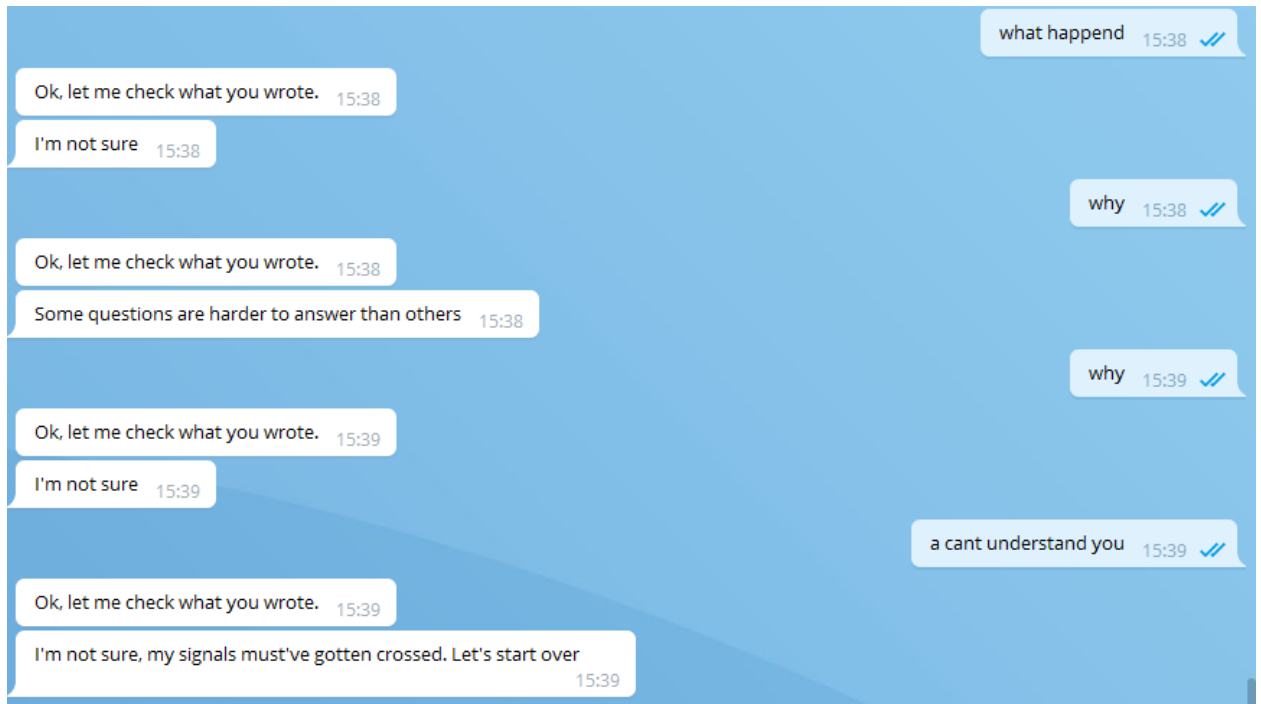 what happend 15:38
Ok, let me check what you wrote. 15:38
I'm not sure 15:38
why 15:38
Ok, let me check what you wrote. 15:38
Some questions are harder to answer than others 15:38
why 15:39
Ok, let me check what you wrote. 15:39
I'm not sure 15:39
a cant understand you 15:39
Ok, let me check what you wrote. 15:39
I'm not sure, my signals must've gotten crossed. Let's start over
15:39